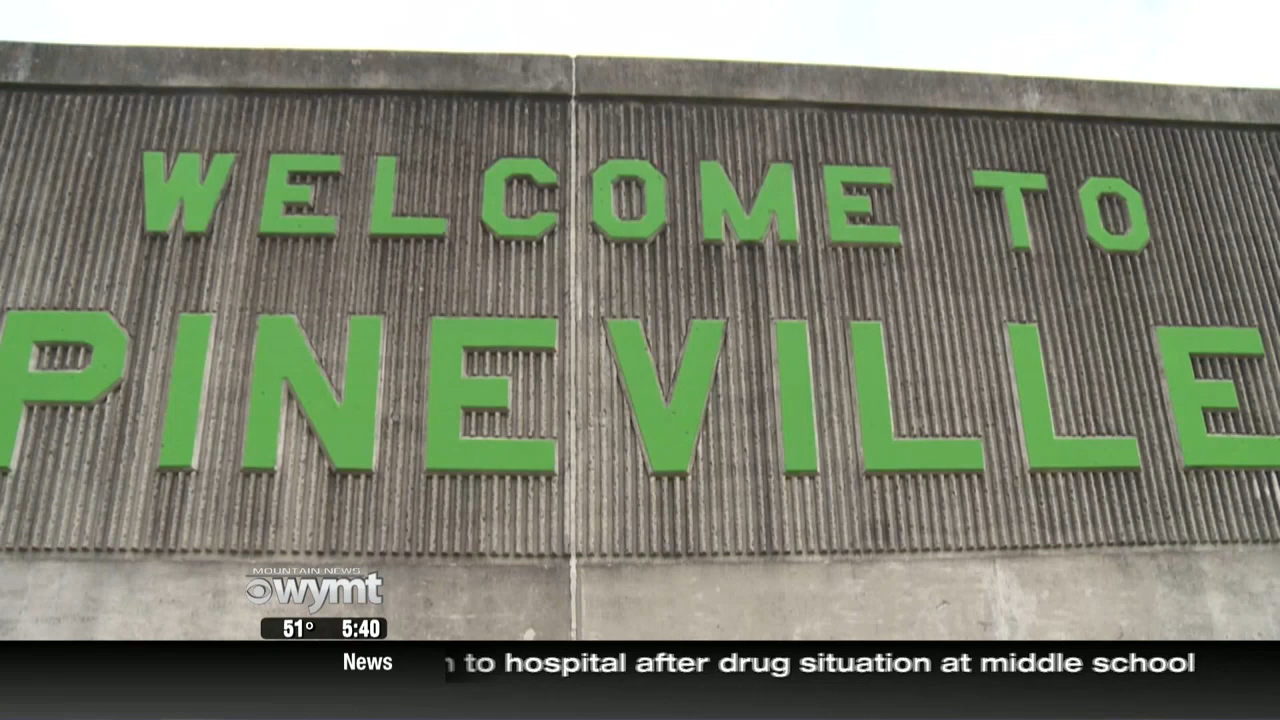 WELCOME TO
PINEVILLE
MOUNTAIN NEWS
wymt
51° 5:40
News
to hospital after drug situation at middle school